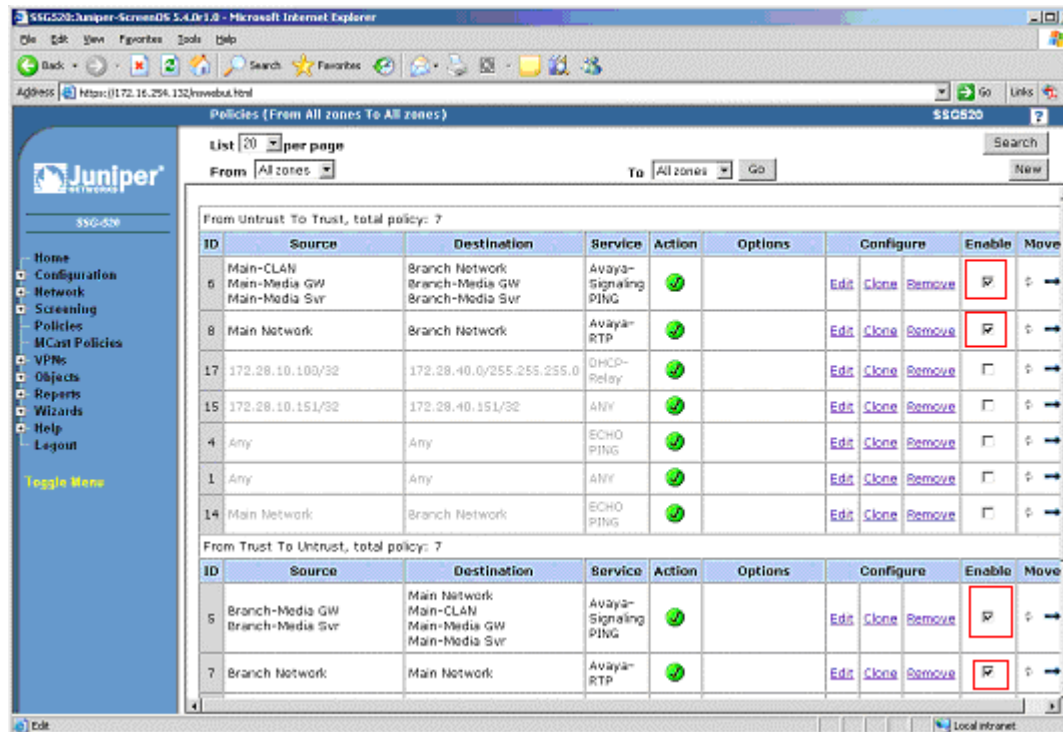 SSG520:Juniper-ScreenOS 5.4.0r1.0 - Microsoft Internet Explorer
File Edit View Favorites Tools Help
Back Search Favorites
Address https://172.16.254.132/nswebui.html Go Links
Policies (From All zones To All zones) SSG520 ?
List 20 per page Search
From All zones To All zones Go New
Juniper
NETWORKS
SSG-520
Home
Configuration
Network
Screening
Policies
MCast Policies
VPNs
Objects
Reports
Wizards
Help
Logout
Toggle Menu
From Untrust To Trust, total policy: 7
ID Source Destination Service Action Options Configure Enable Move
6 Main-CLAN Branch Network Avaya-
Main-Media GW Branch-Media GW Signaling Edit Clone Remove
Main-Media Svr Branch-Media Svr PING
8 Main Network Branch Network Avaya-RTP Edit Clone Remove
17 172.28.10.100/32 172.28.40.0/255.255.255.0 DHCP-Relay Edit Clone Remove
15 172.28.10.151/32 172.28.40.151/32 ANY Edit Clone Remove
4 Any Any ECHO PING Edit Clone Remove
1 Any Any ANY Edit Clone Remove
14 Main Network Branch Network ECHO PING Edit Clone Remove
From Trust To Untrust, total policy: 7
ID Source Destination Service Action Options Configure Enable Move
5 Branch-Media GW Main Network Avaya-
Branch-Media Svr Main-CLAN Signaling Edit Clone Remove
Main-Media GW PING
Main-Media Svr
7 Branch Network Main Network Avaya-RTP Edit Clone Remove
Edit Local intranet